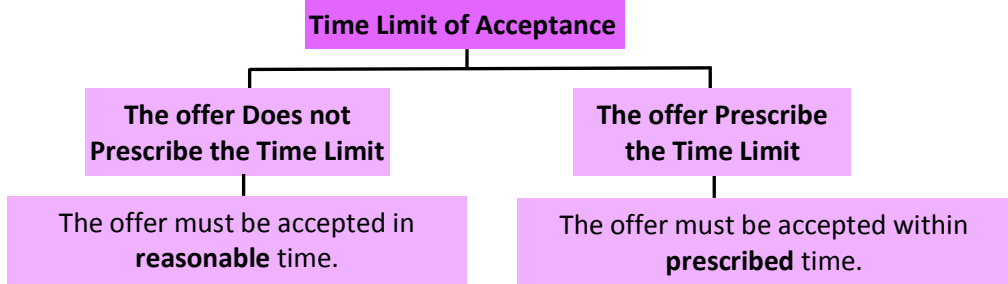 Time Limit of Acceptance
The offer Does not
Prescribe the Time Limit
The offer must be accepted in
reasonable time.
The offer Prescribe
the Time Limit
The offer must be accepted within
prescribed time.